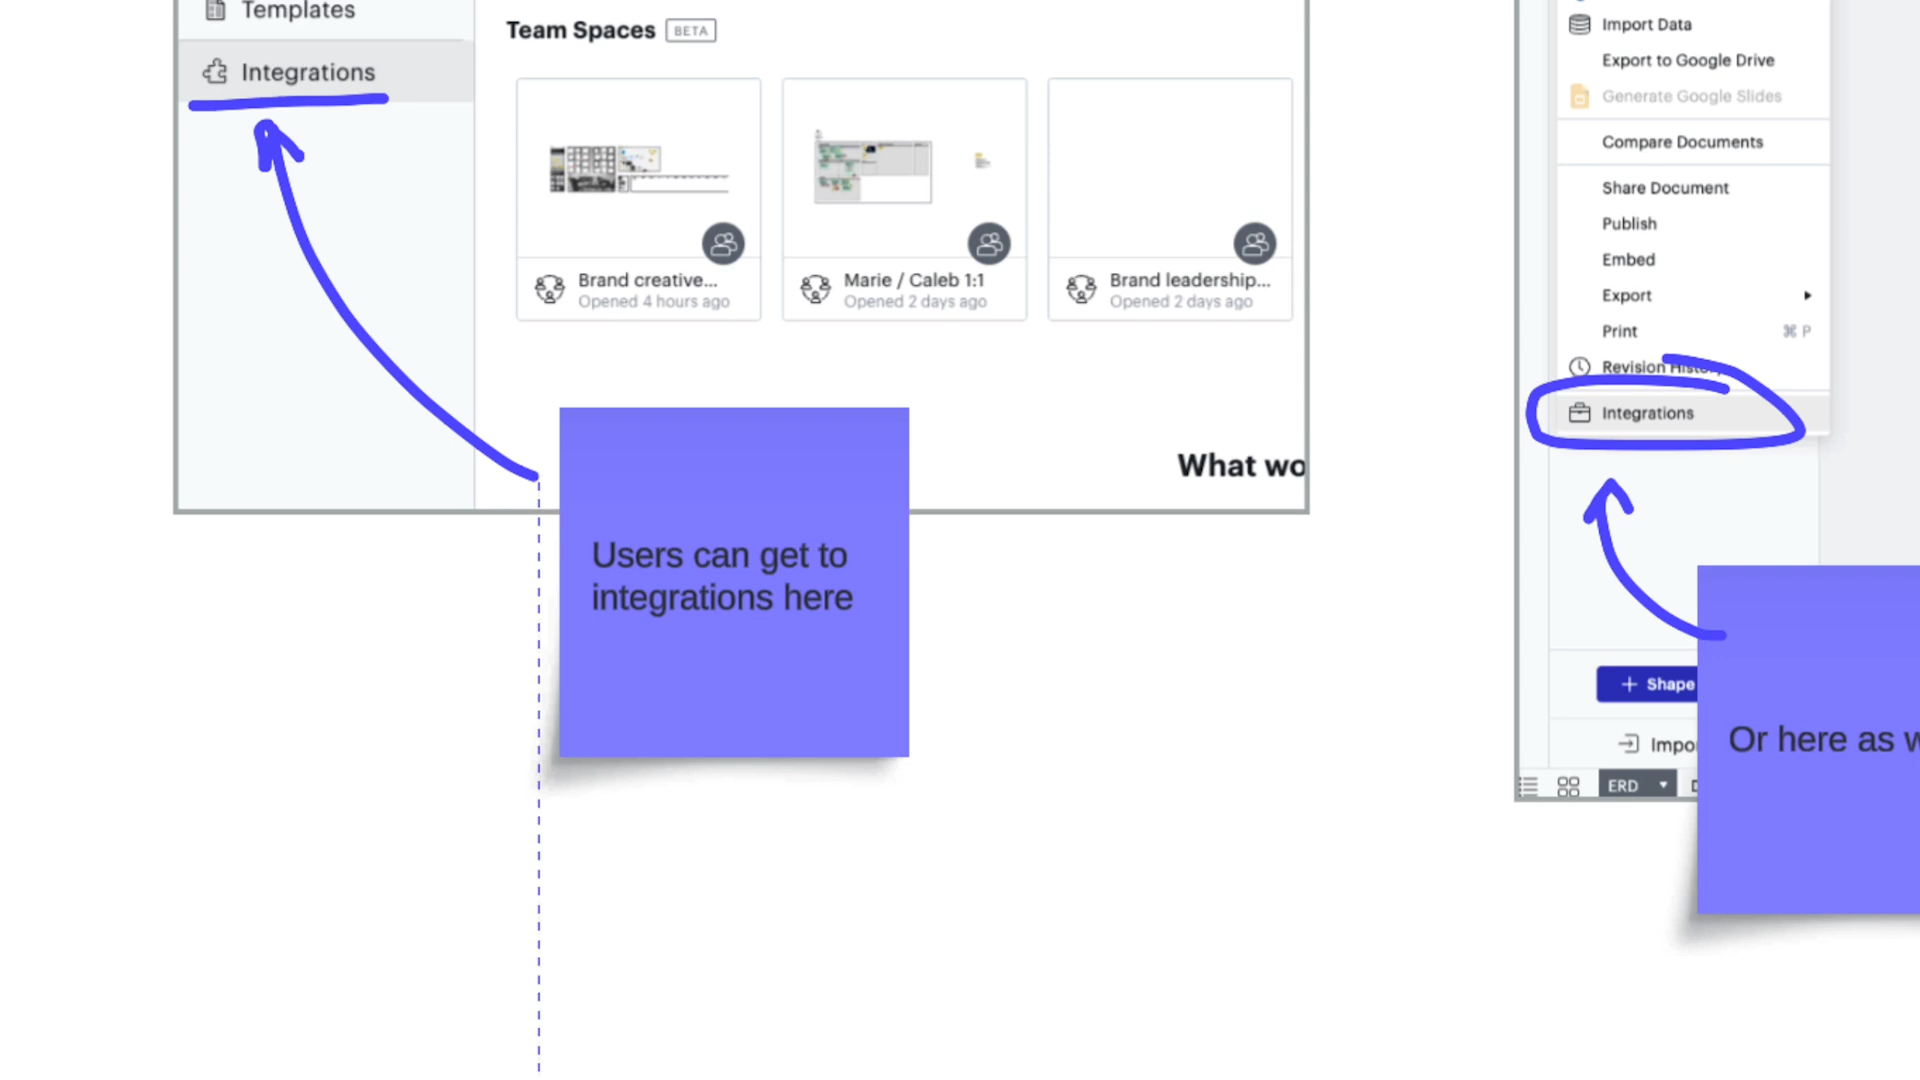 Templates
Integrations
Team Spaces BETA
Brand creative...
Opened 4 hours ago
Marie / Caleb 1:1
Opened 2 days ago
Brand leadership...
Opened 2 days ago
What wo
Users can get to
integrations here
Import Data
Export to Google Drive
Generate Google Slides
Compare Documents
Share Document
Publish
Embed
Export
Print ⌘ P
Revision History
Integrations
+ Shape
Impo
ERD
Or here as w